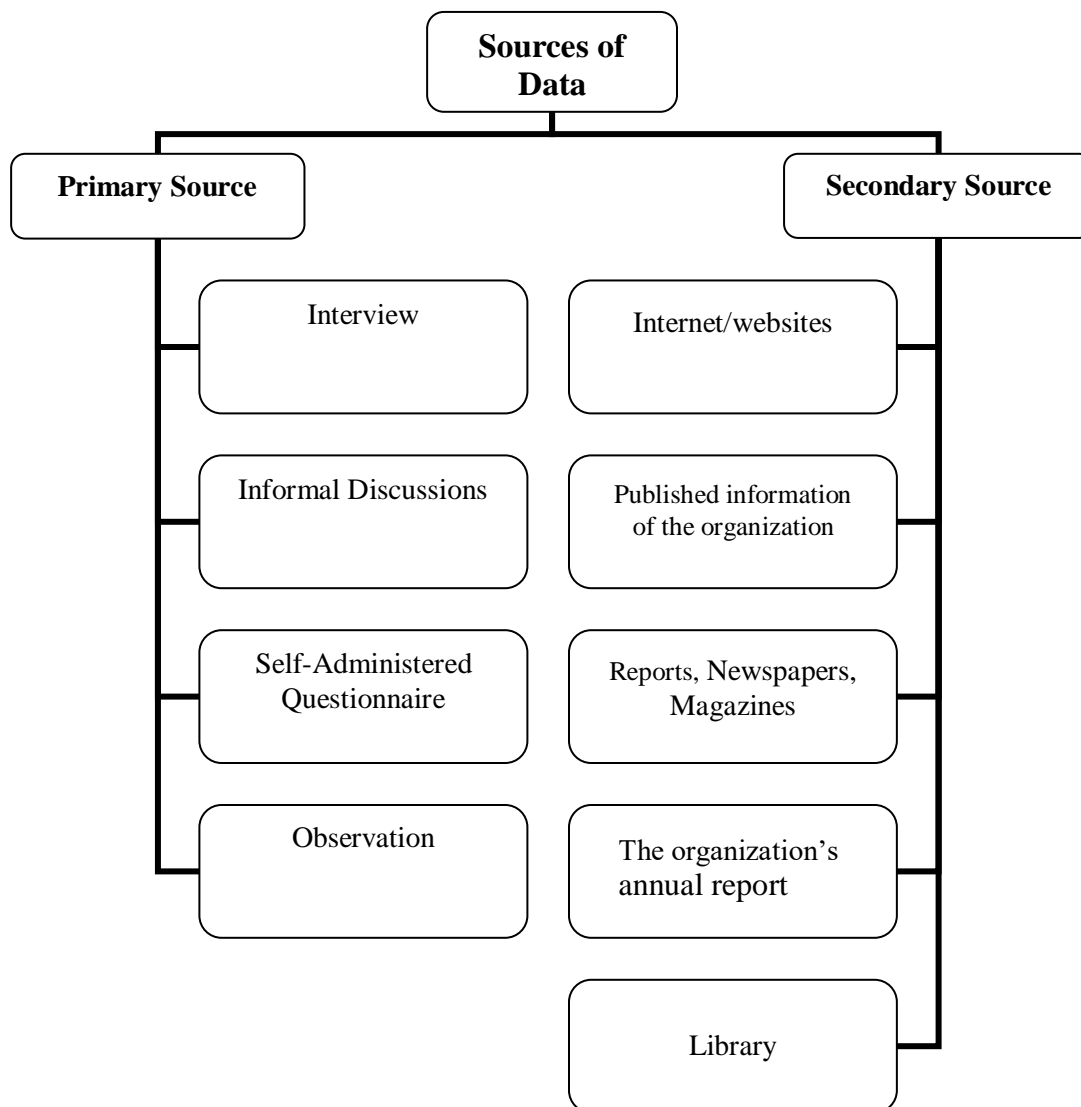 Sources of
Data
Primary Source
Secondary Source
Interview
Internet/websites
Informal Discussions
Published information
of the organization
Self-Administered
Questionnaire
Reports, Newspapers,
Magazines
Observation
The organization’s
annual report
Library